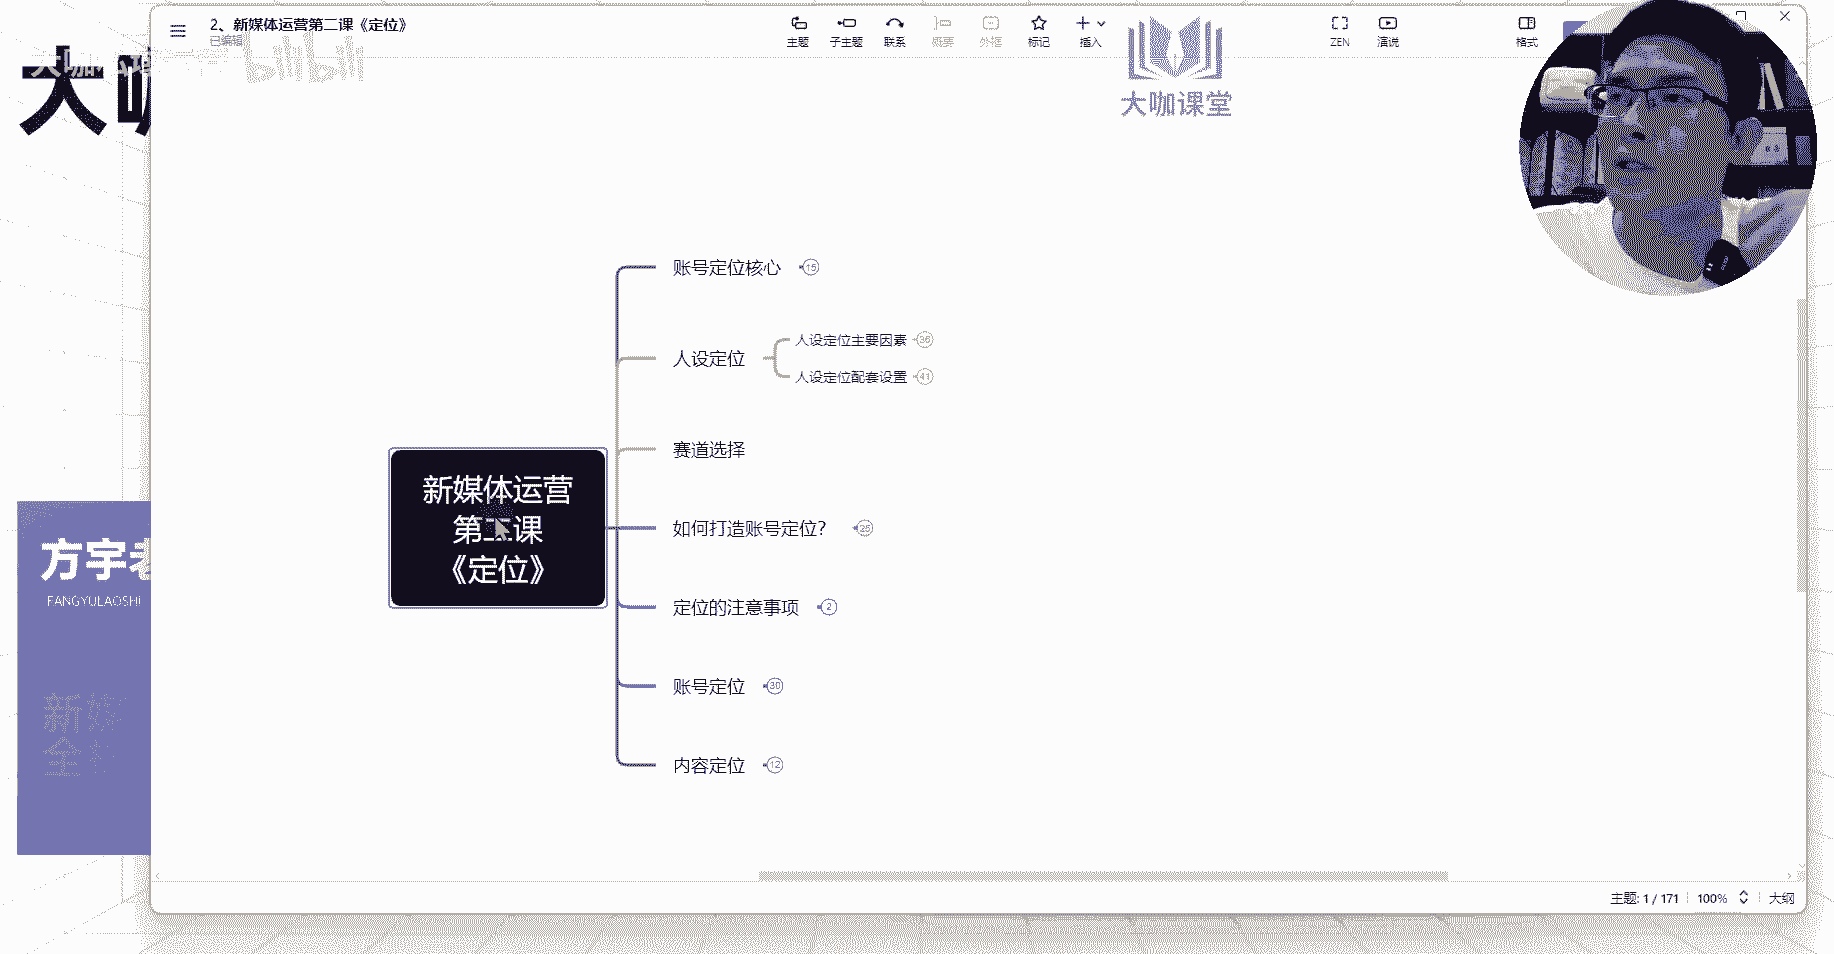 2、新媒体运营第二课《定位》
已编辑
主题
子主题
联系
概要
外框
标记
插入
ZEN
演说
格式
bilibili
大咖
大咖课堂
账号定位核心 15
人设定位
人设定位主要因素 36
人设定位配套设置 41
赛道选择
新媒体运营
第二课
《定位》
如何打造账号定位? 25
定位的注意事项 2
账号定位 30
内容定位 12
方宇老
FANGYULAOSHI
新媒
全
主题: 1 / 171
100%
大纲